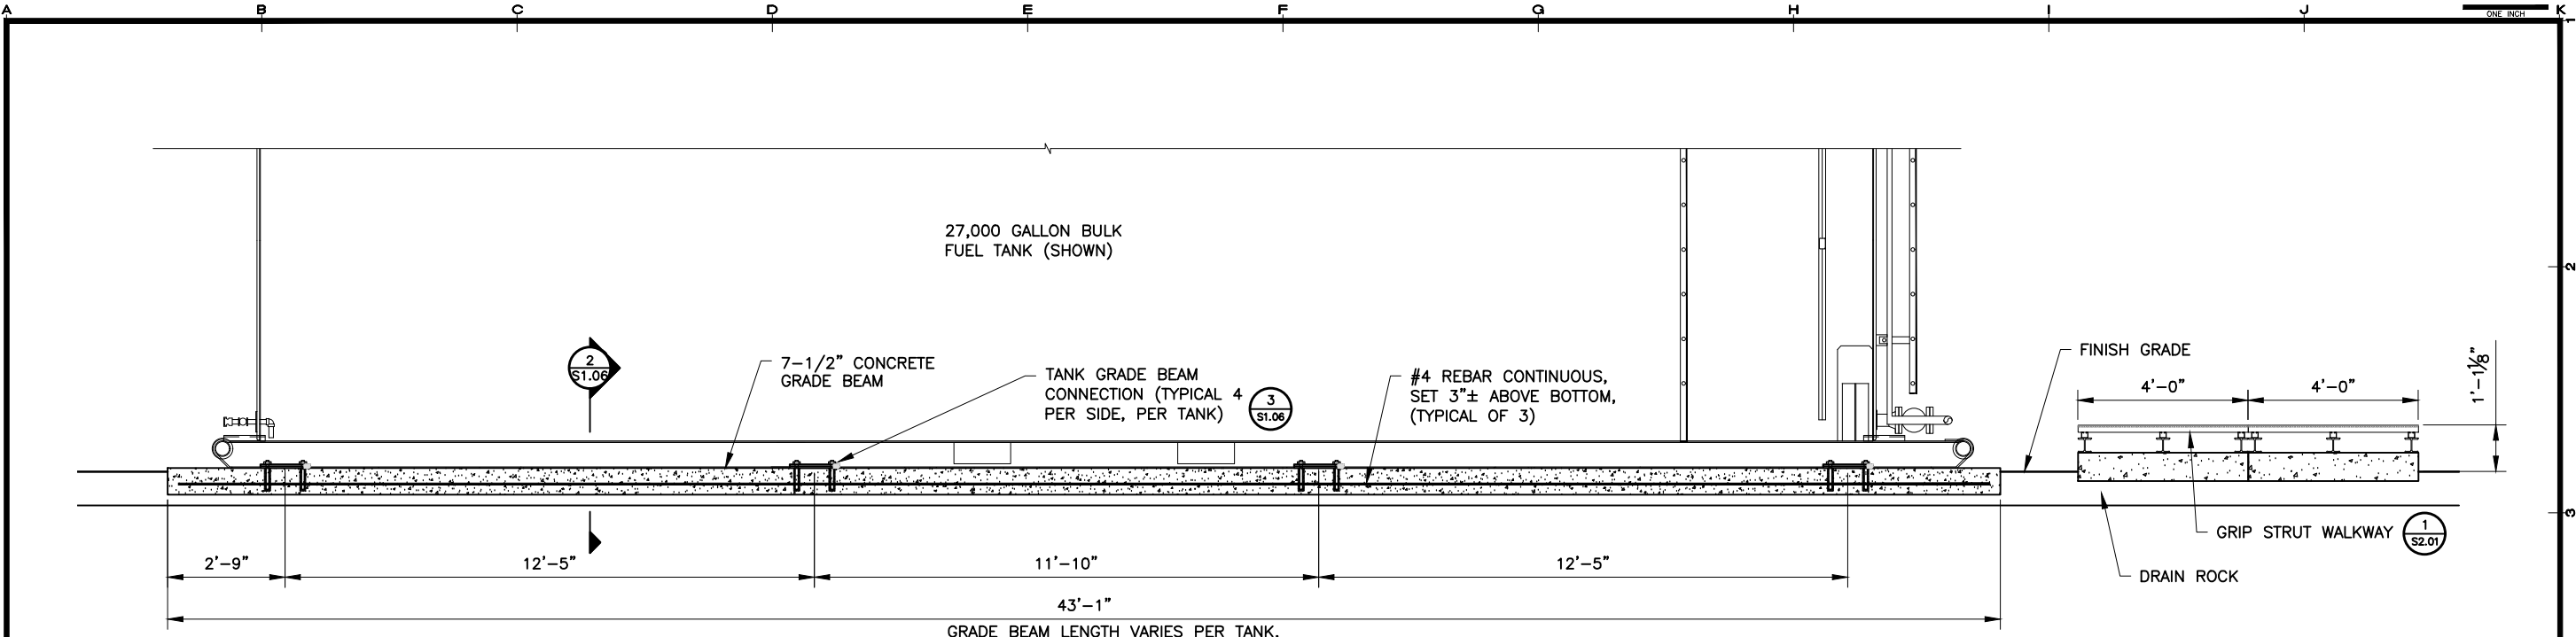 A B C D E F G H I J K
ONE INCH
1
27,000 GALLON BULK
FUEL TANK (SHOWN)
2
2
S1.06
7-1/2" CONCRETE
GRADE BEAM
TANK GRADE BEAM
CONNECTION (TYPICAL 4
PER SIDE, PER TANK)
3
S1.06
#4 REBAR CONTINUOUS,
SET 3"± ABOVE BOTTOM,
(TYPICAL OF 3)
FINISH GRADE
4'-0"
4'-0"
1'-1⅛"
3
GRIP STRUT WALKWAY
1
S2.01
DRAIN ROCK
2'-9"
12'-5"
11'-10"
12'-5"
43'-1"
GRADE BEAM LENGTH VARIES PER TANK.